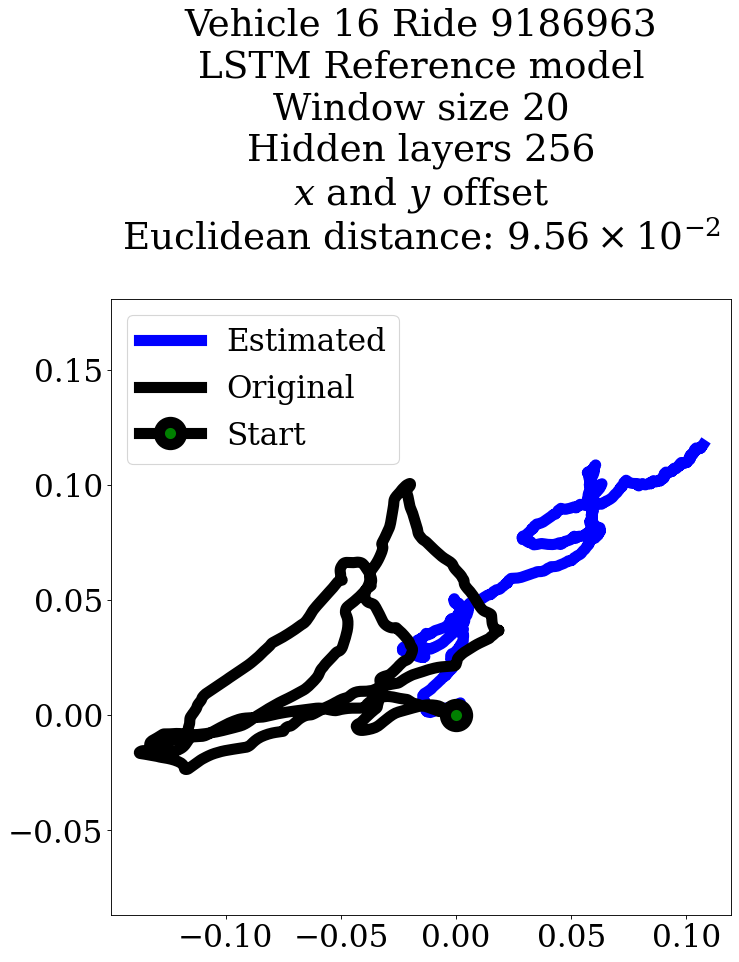 Vehicle 16 Ride 9186963
LSTM Reference model
Window size 20
Hidden layers 256
x and y offset
Euclidean distance: 9.56 × 10⁻²
Estimated
Original
Start
0.15
0.10
0.05
0.00
−0.05
−0.10 −0.05 0.00 0.05 0.10